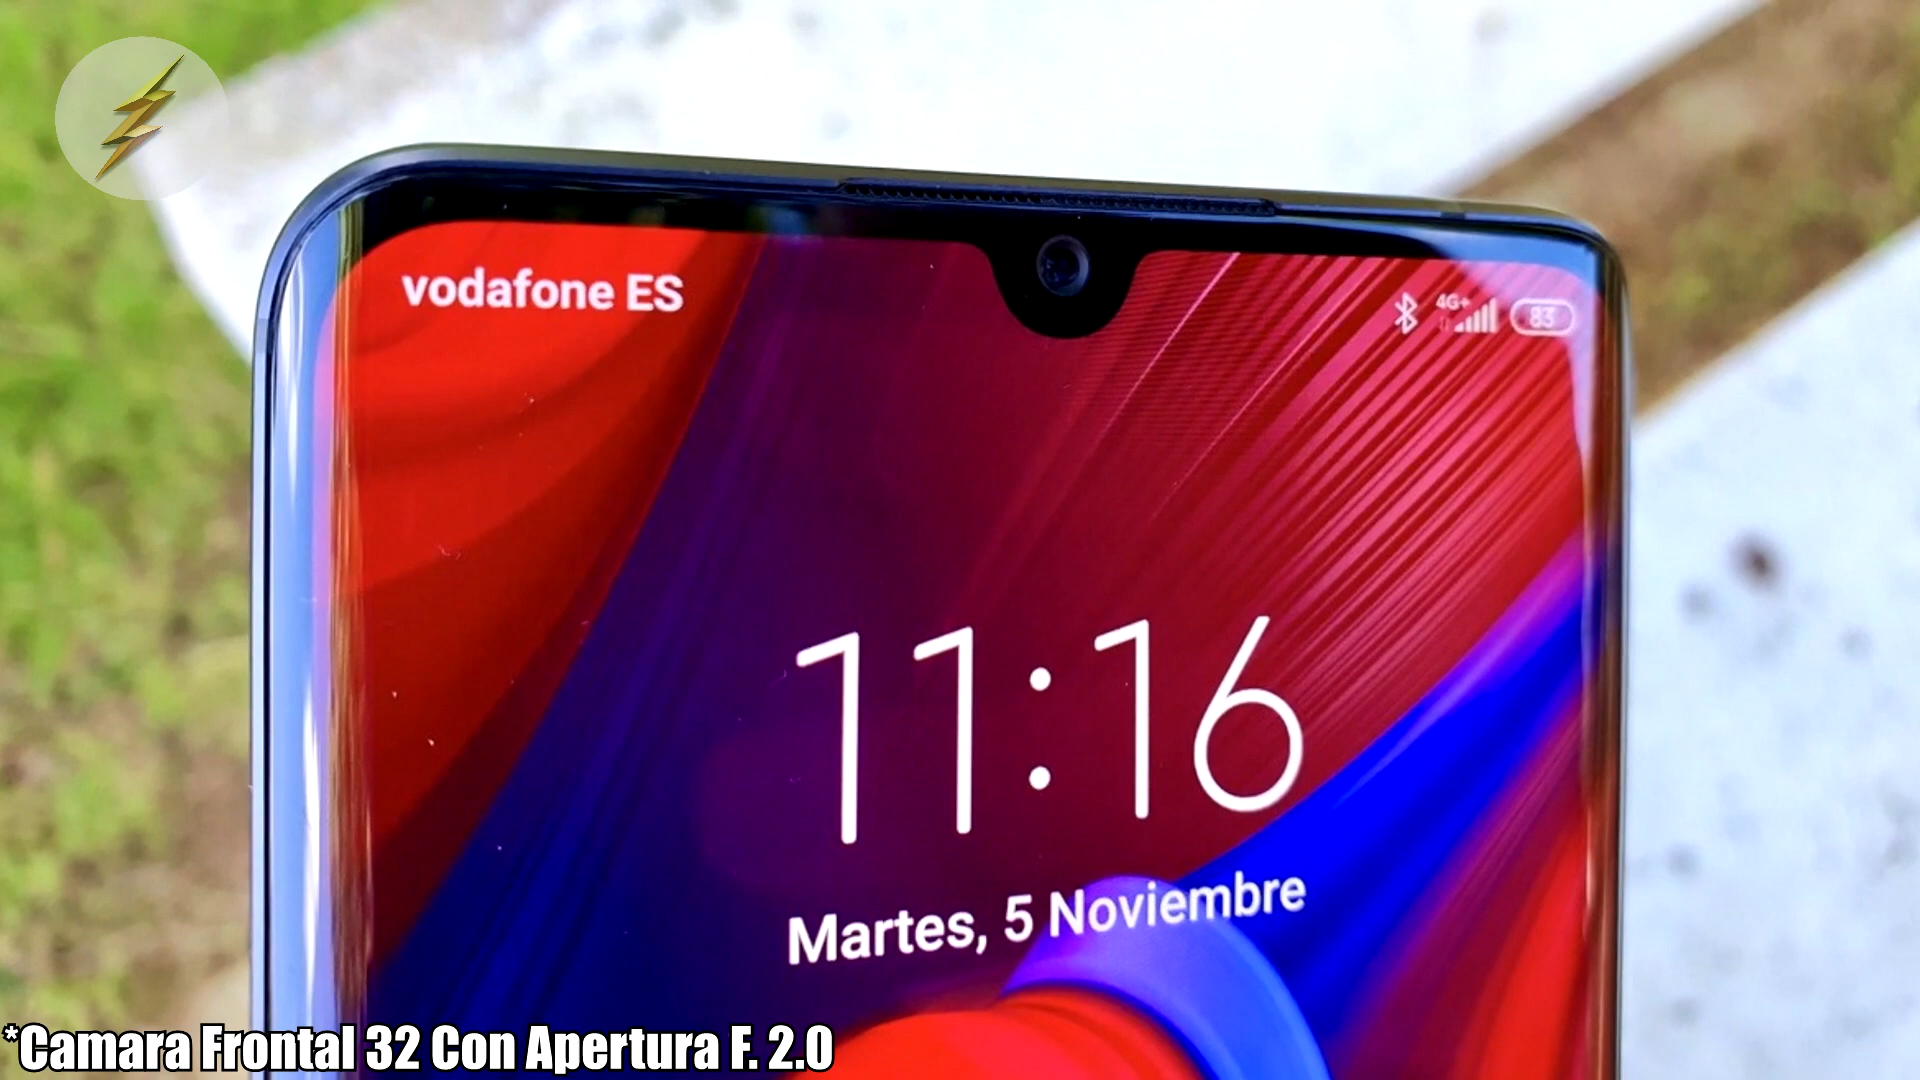 vodafone ES
4G+
83
11:16
Martes, 5 Noviembre
*Camara Frontal 32 Con Apertura F. 2.0